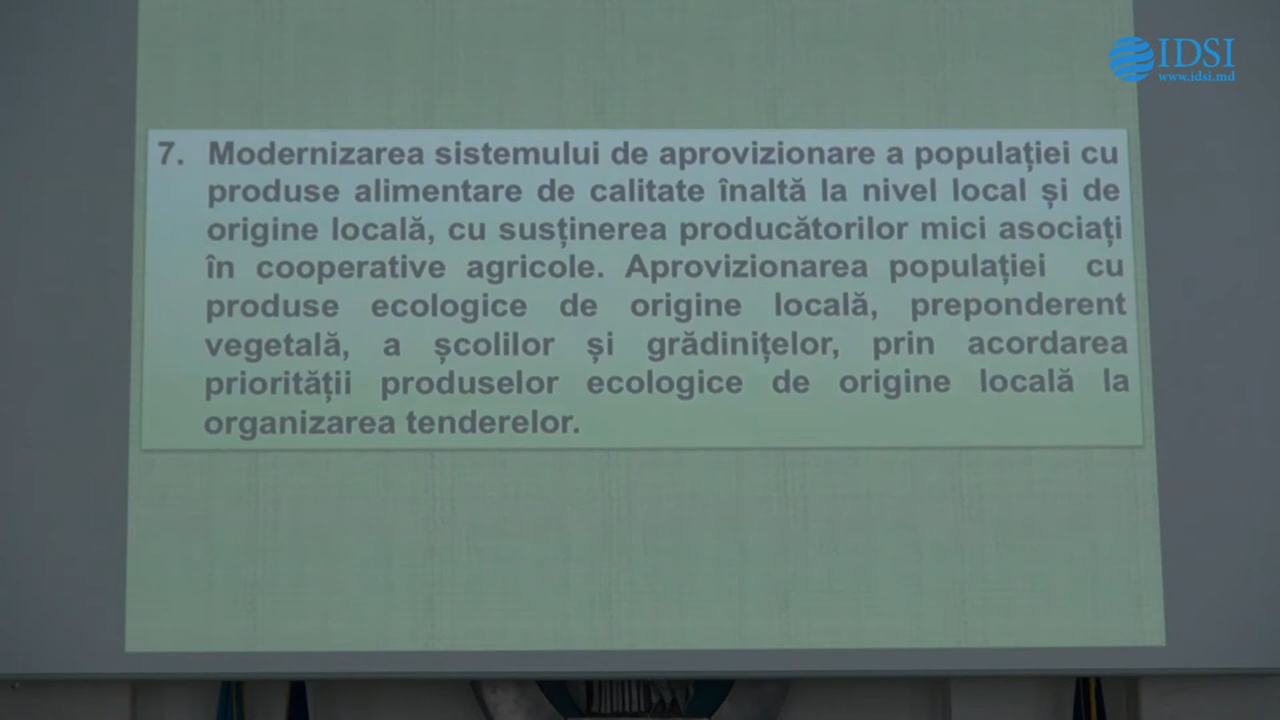 IDSI
www.idsi.md
7. Modernizarea sistemului de aprovizionare a populației cu
produse alimentare de calitate înaltă la nivel local și de
origine locală, cu susținerea producătorilor mici asociați
în cooperative agricole. Aprovizionarea populației cu
produse ecologice de origine locală, preponderent
vegetală, a școlilor și grădinițelor, prin acordarea
priorității produselor ecologice de origine locală la
organizarea tenderelor.